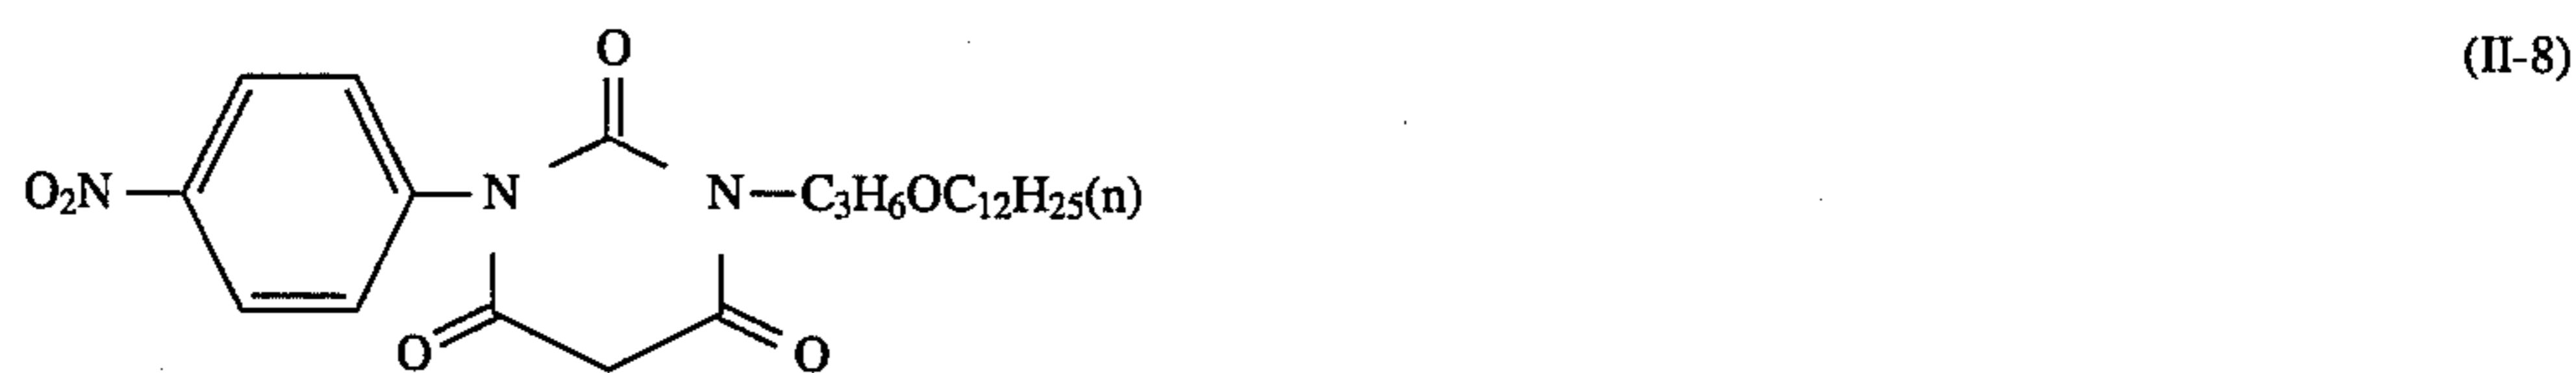 O
(II-8)
O₂N
N
N—C₃H₆OC₁₂H₂₅(n)
O
O